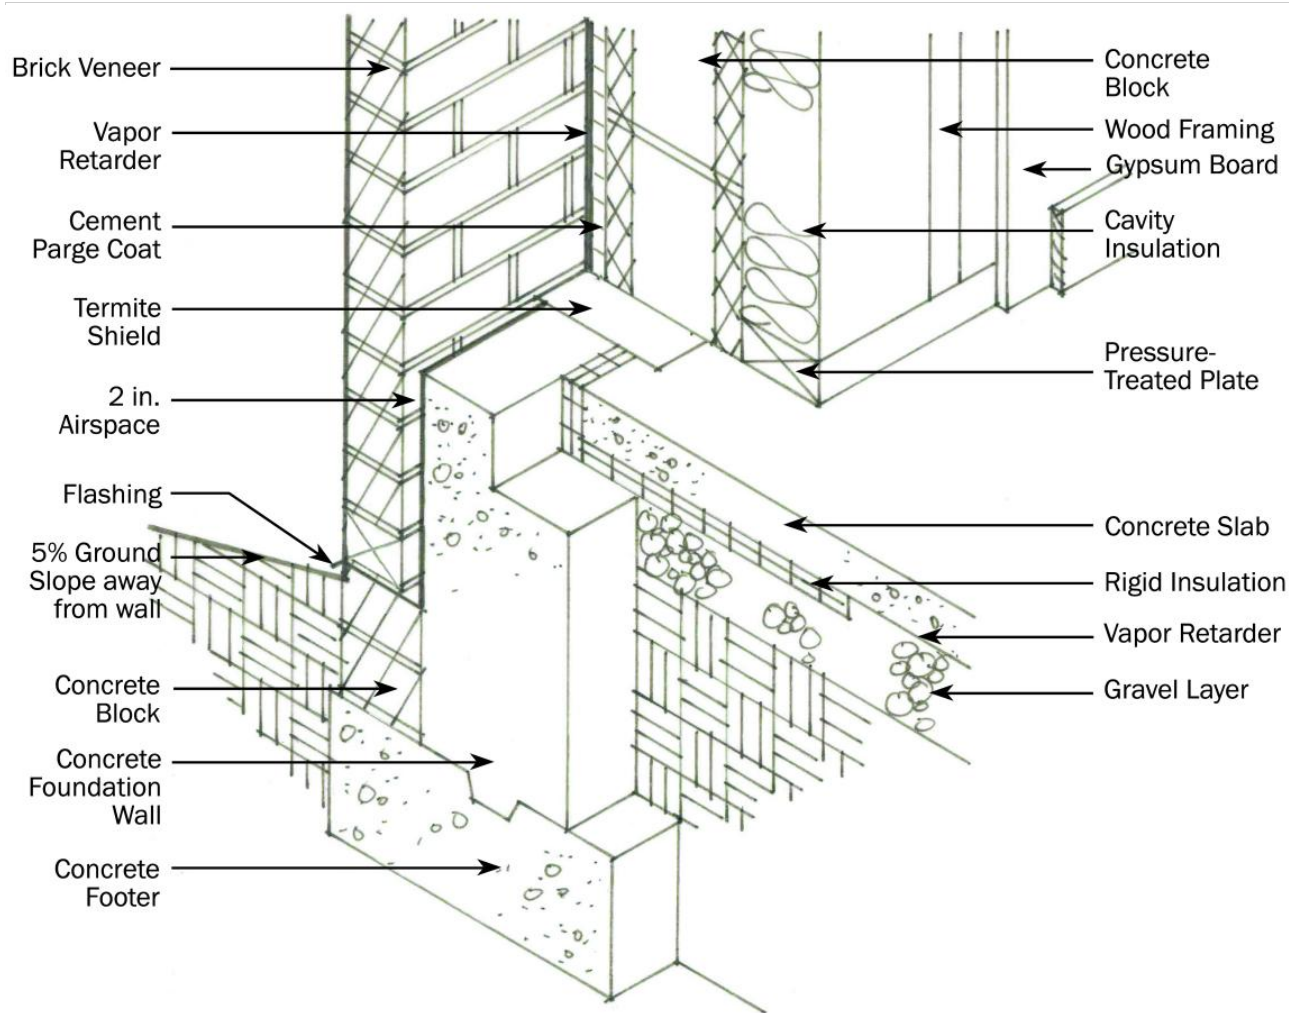 Brick Veneer
Vapor
Retarder
Cement
Parge Coat
Termite
Shield
2 in.
Airspace
Flashing
5% Ground
Slope away
from wall
Concrete
Block
Concrete
Foundation
Wall
Concrete
Footer
Concrete
Block
Wood Framing
Gypsum Board
Cavity
Insulation
Pressure-
Treated Plate
Concrete Slab
Rigid Insulation
Vapor Retarder
Gravel Layer